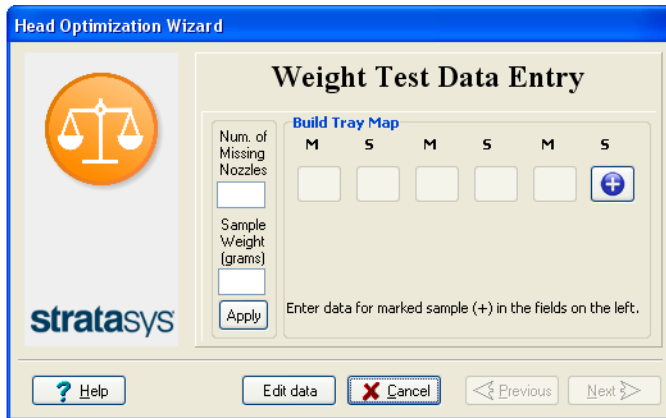 Head Optimization Wizard
Weight Test Data Entry
Num. of
Missing
Nozzles
Sample
Weight
(grams)
Apply
Build Tray Map
M S M S M S
Enter data for marked sample (+) in the fields on the left.
stratasys
? Help
Edit data
Cancel
Previous
Next